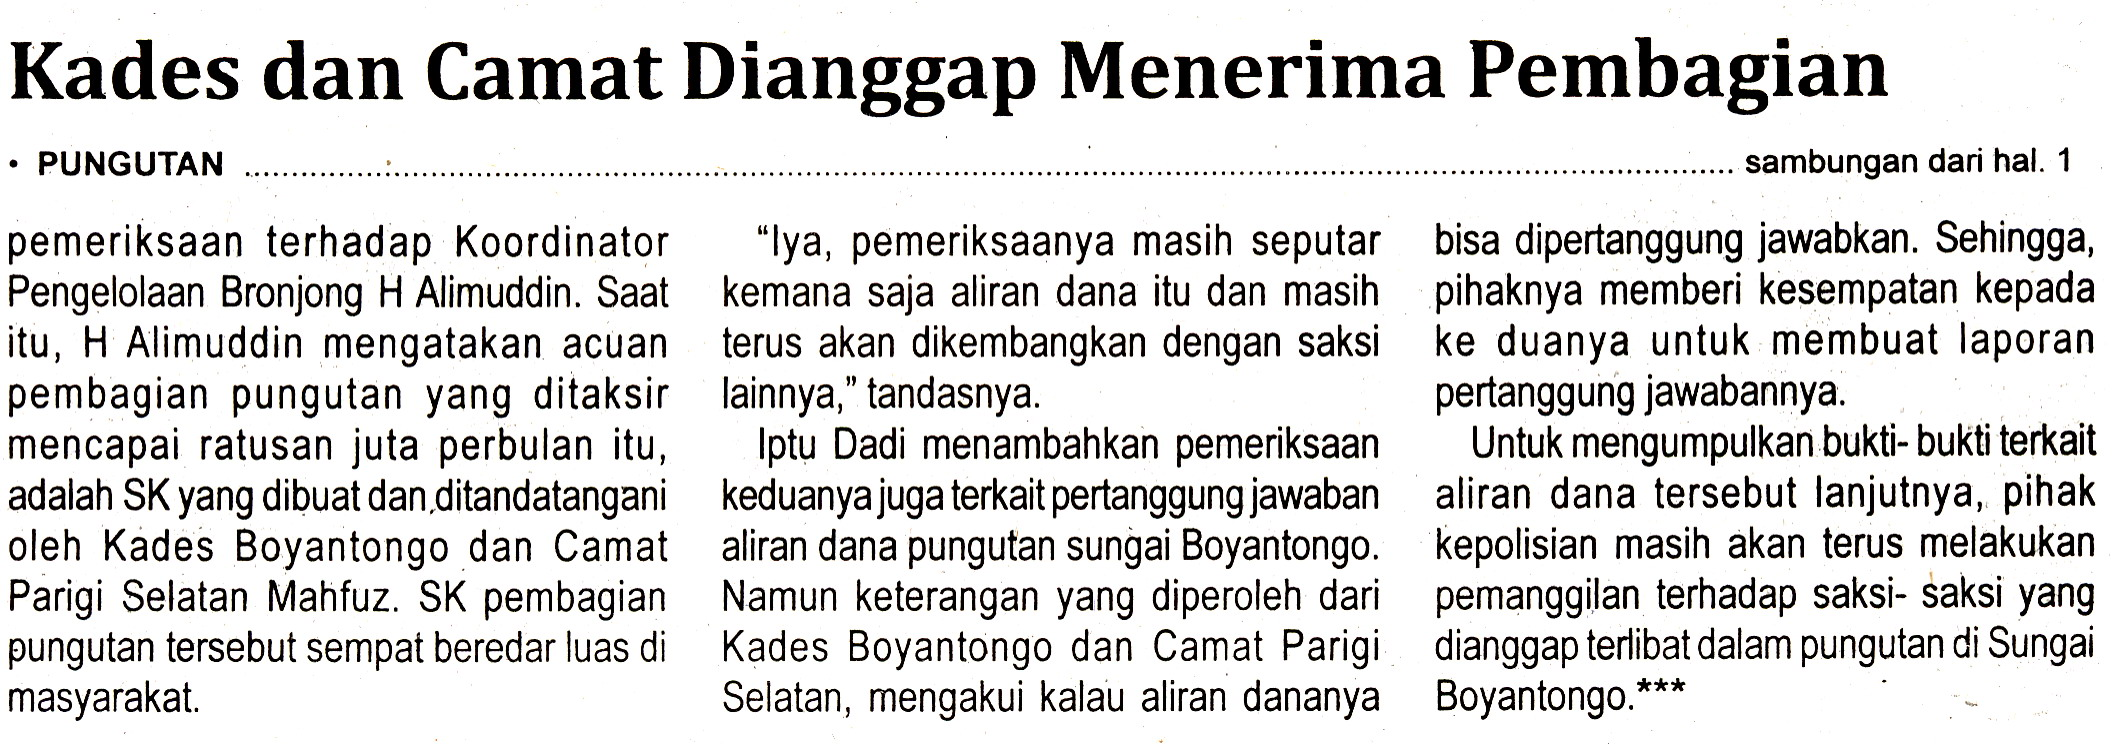 Kades dan Camat Dianggap Menerima Pembagian
• PUNGUTAN ........................................................................ sambungan dari hal. 1
pemeriksaan terhadap Koordinator
Pengelolaan Bronjong H Alimuddin. Saat
itu, H Alimuddin mengatakan acuan
pembagian pungutan yang ditaksir
mencapai ratusan juta perbulan itu,
adalah SK yang dibuat dan ditandatangani
oleh Kades Boyantongo dan Camat
Parigi Selatan Mahfuz. SK pembagian
pungutan tersebut sempat beredar luas di
masyarakat.
“Iya, pemeriksaanya masih seputar
kemana saja aliran dana itu dan masih
terus akan dikembangkan dengan saksi
lainnya,” tandasnya.
Iptu Dadi menambahkan pemeriksaan
keduanya juga terkait pertanggung jawaban
aliran dana pungutan sungai Boyantongo.
Namun keterangan yang diperoleh dari
Kades Boyantongo dan Camat Parigi
Selatan, mengakui kalau aliran dananya
bisa dipertanggung jawabkan. Sehingga,
pihaknya memberi kesempatan kepada
ke duanya untuk membuat laporan
pertanggung jawabannya.
Untuk mengumpulkan bukti- bukti terkait
aliran dana tersebut lanjutnya, pihak
kepolisian masih akan terus melakukan
pemanggilan terhadap saksi- saksi yang
dianggap terlibat dalam pungutan di Sungai
Boyantongo.***